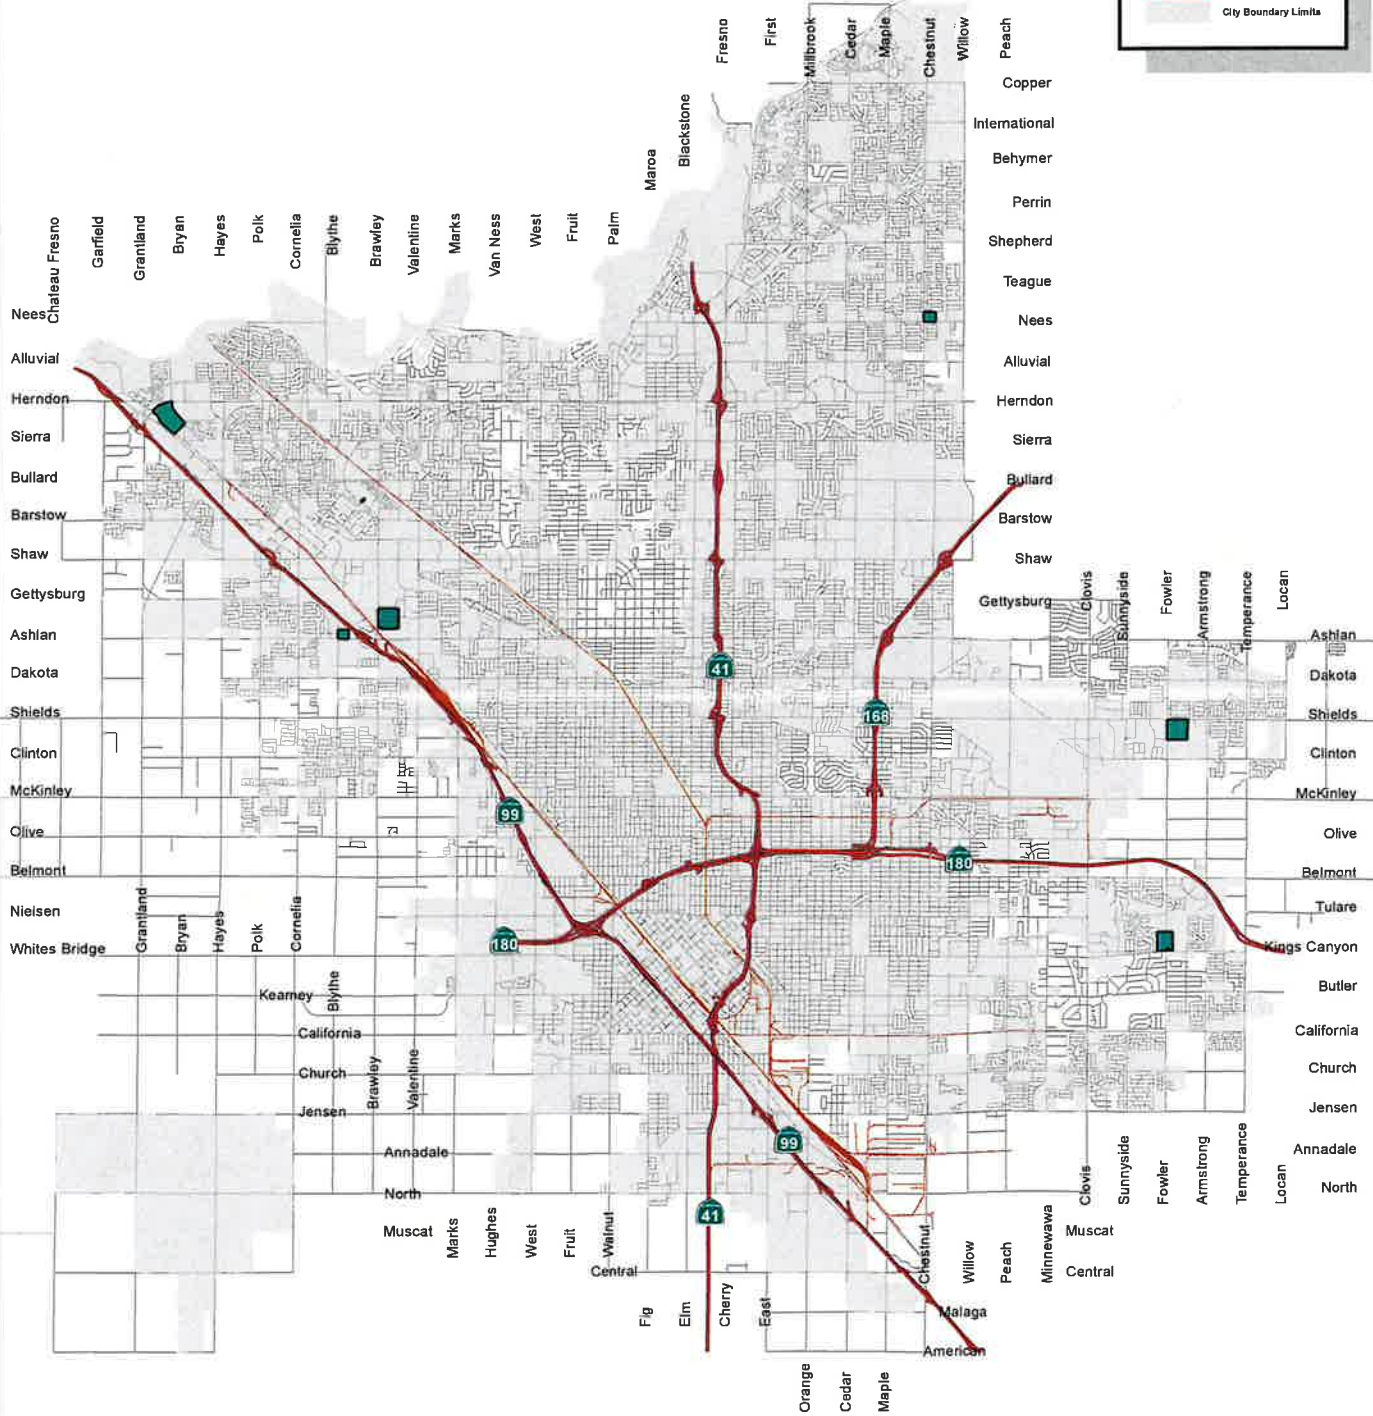 City Boundary Limits
Fresno
First
Millbrook
Cedar
Maple
Chestnut
Willow
Peach
Copper
International
Behymer
Perrin
Shepherd
Teague
Nees
Alluvial
Herndon
Sierra
Bullard
Barstow
Shaw
Gettysburg
Blackstone
Maroa
Chateau Fresno
Garfield
Grantland
Bryan
Hayes
Polk
Cornelia
Blythe
Brawley
Valentine
Marks
Van Ness
West
Fruit
Palm
Nees
Alluvial
Herndon
Sierra
Bullard
Barstow
Shaw
Gettysburg
Ashlan
Dakota
Shields
Clinton
McKinley
Olive
Belmont
Nielsen
Whites Bridge
Clovis
Sunnyside
Fowler
Armstrong
Temperance
Locan
Ashlan
Dakota
Shields
Clinton
McKinley
Olive
Belmont
Tulare
Kings Canyon
Butler
California
Church
Jensen
Annadale
North
41
168
99
180
180
99
41
Grantland
Bryan
Hayes
Polk
Cornelia
Kearney
Blythe
California
Church
Brawley
Valentine
Jensen
Annadale
North
Muscat
Marks
Hughes
West
Fruit
Walnut
Central
Fig
Elm
Cherry
East
Orange
Cedar
Maple
Chestnut
Willow
Peach
Minnewawa
Clovis
Sunnyside
Fowler
Armstrong
Temperance
Locan
Muscat
Central
Malaga
American